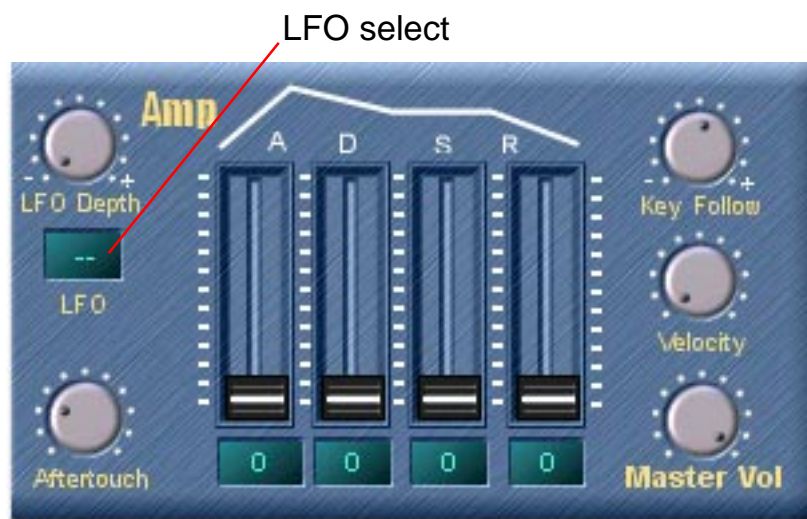 LFO select
Amp
A D S R
- +
LFO Depth
- +
Key Follow
--
LFO
Velocity
Aftertouch
0 0 0 0
Master Vol